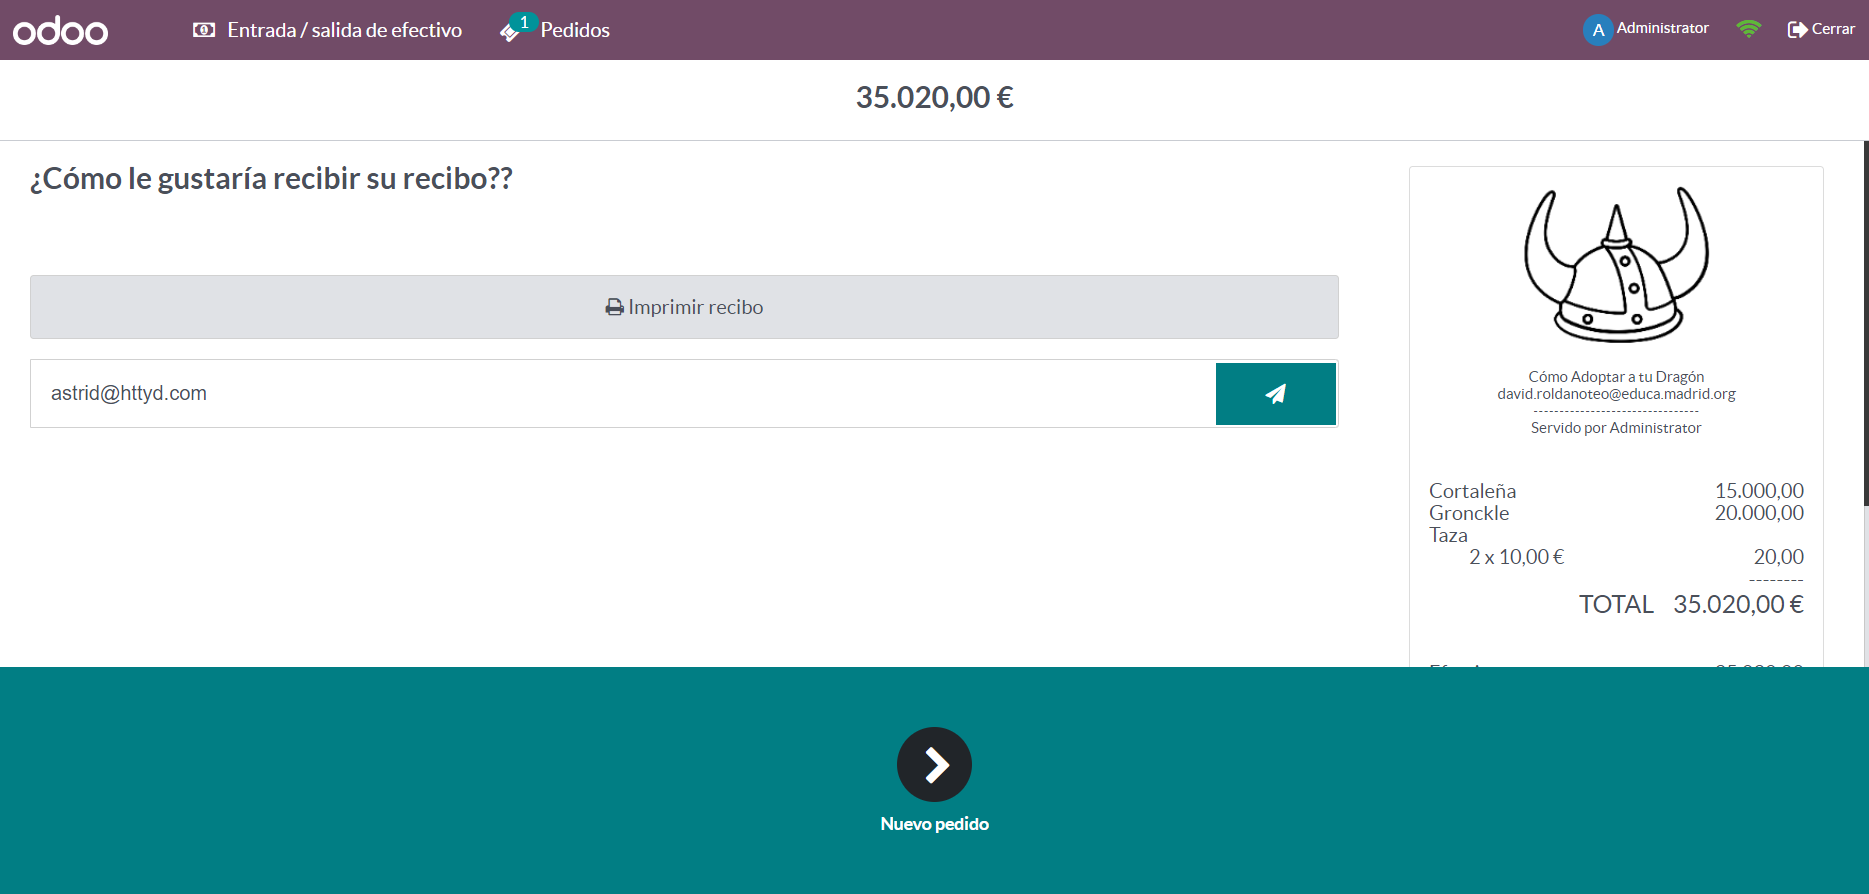 odoo
Entrada / salida de efectivo
1
Pedidos
A
Administrator
Cerrar
35.020,00 €
¿Cómo le gustaría recibir su recibo??
Imprimir recibo
astrid@httyd.com
Cómo Adoptar a tu Dragón
david.roldanoteo@educa.madrid.org
--------------------------------
Servido por Administrator
Cortaleña 15.000,00
Gronckle 20.000,00
Taza
2 x 10,00 € 20,00
--------
TOTAL 35.020,00 €
Nuevo pedido